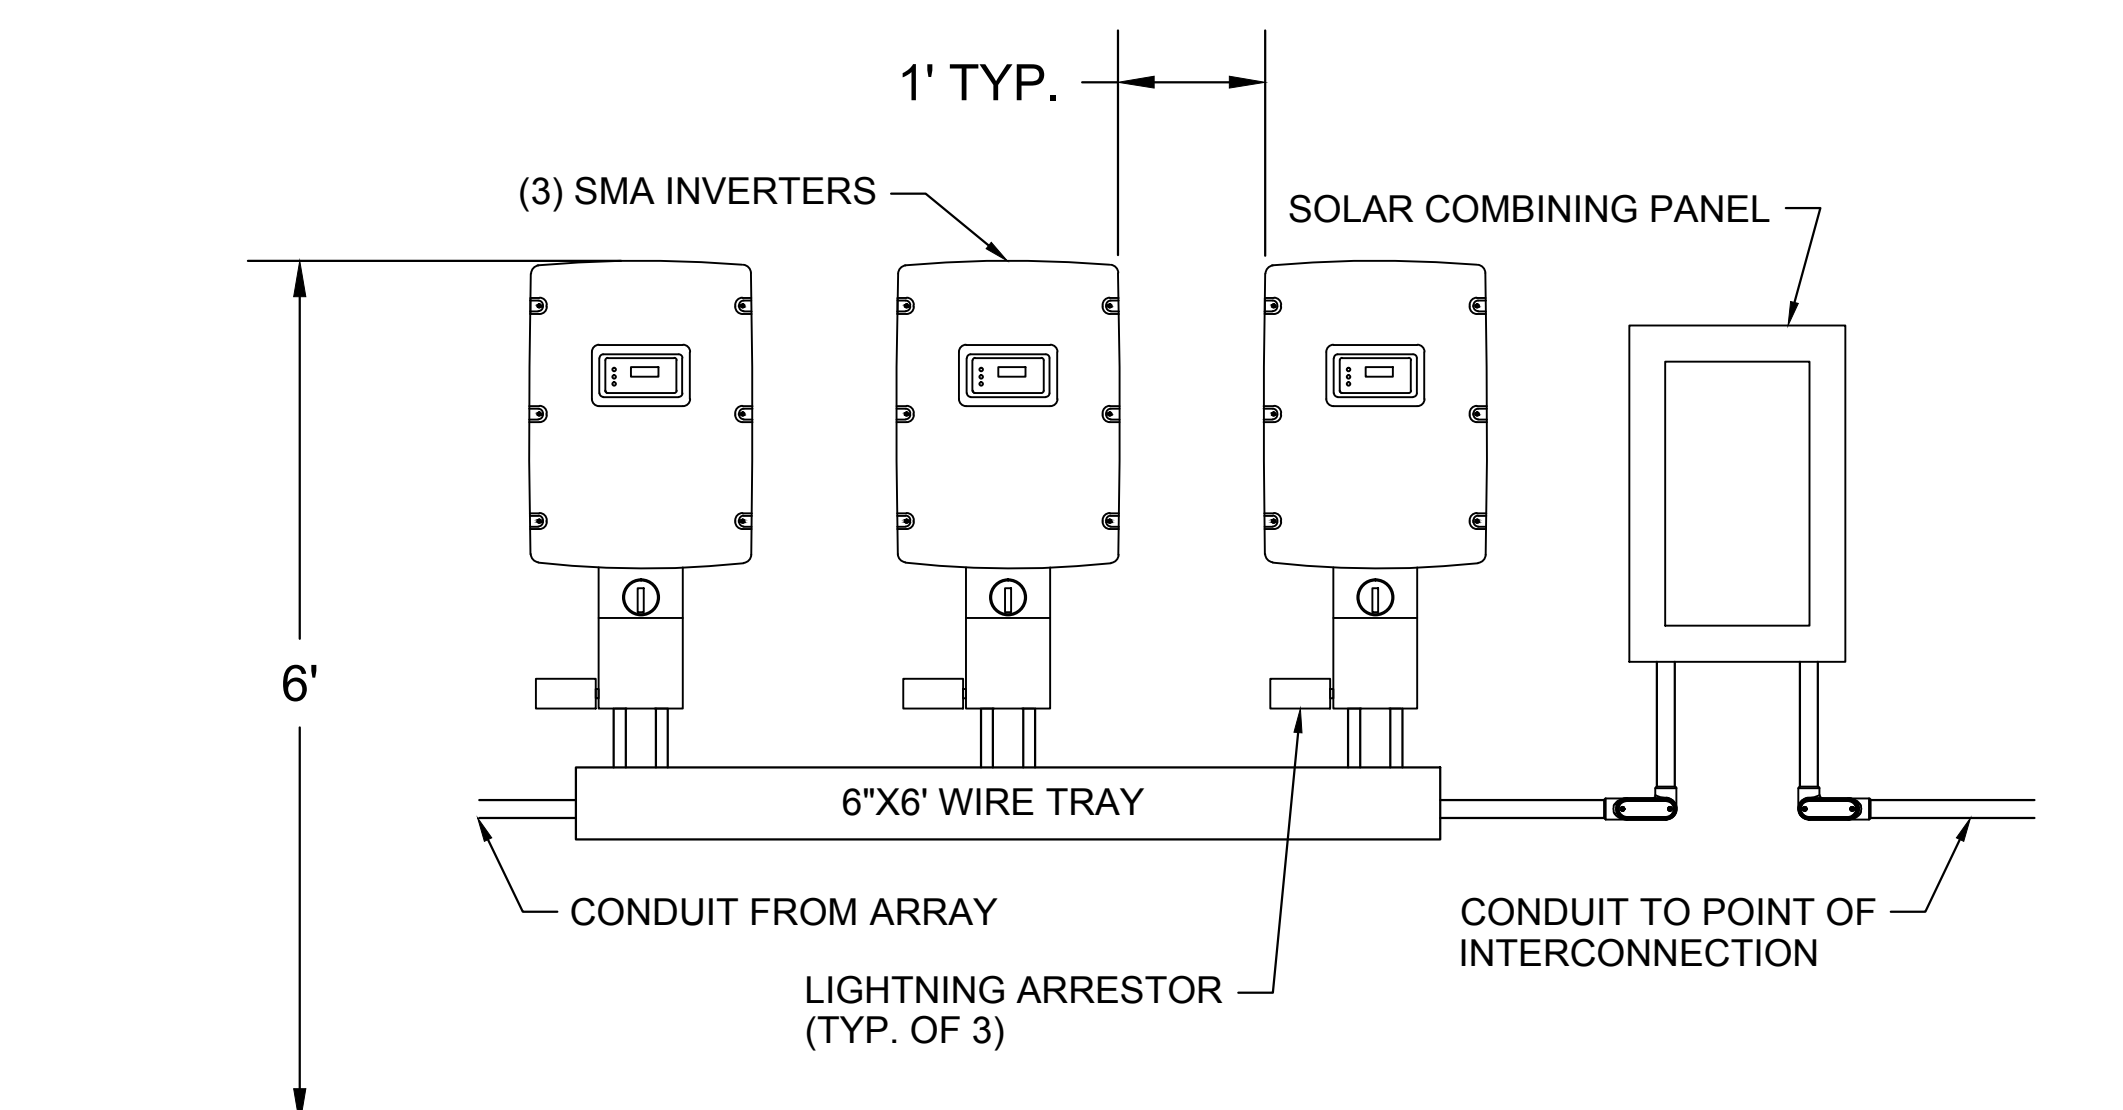 1' TYP.
(3) SMA INVERTERS
SOLAR COMBINING PANEL
6'
6"X6' WIRE TRAY
CONDUIT FROM ARRAY
CONDUIT TO POINT OF
INTERCONNECTION
LIGHTNING ARRESTOR
(TYP. OF 3)